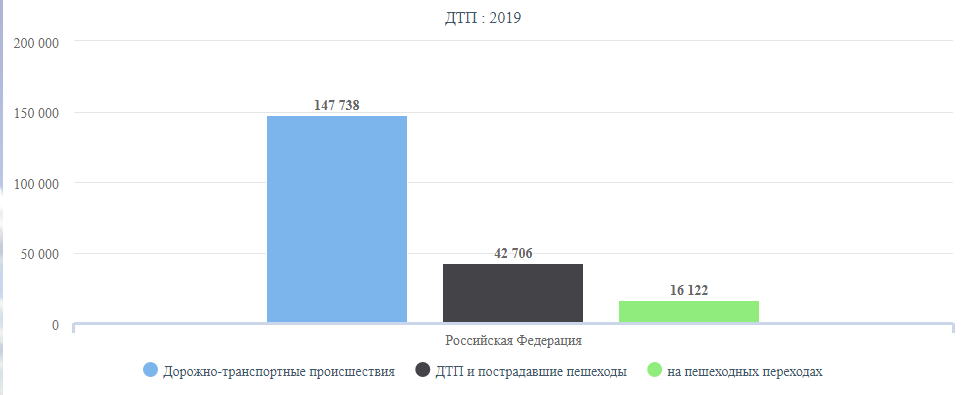 ДТП : 2019
200 000
150 000
100 000
50 000
0
147 738
42 706
16 122
Российская Федерация
Дорожно-транспортные происшествия ДТП и пострадавшие пешеходы на пешеходных переходах